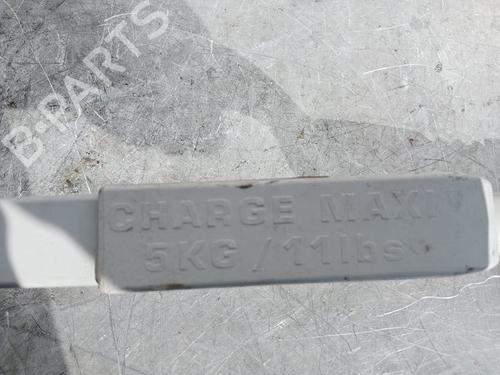 B-PARTS
CHARGE MAXI
5KG / 11lbs